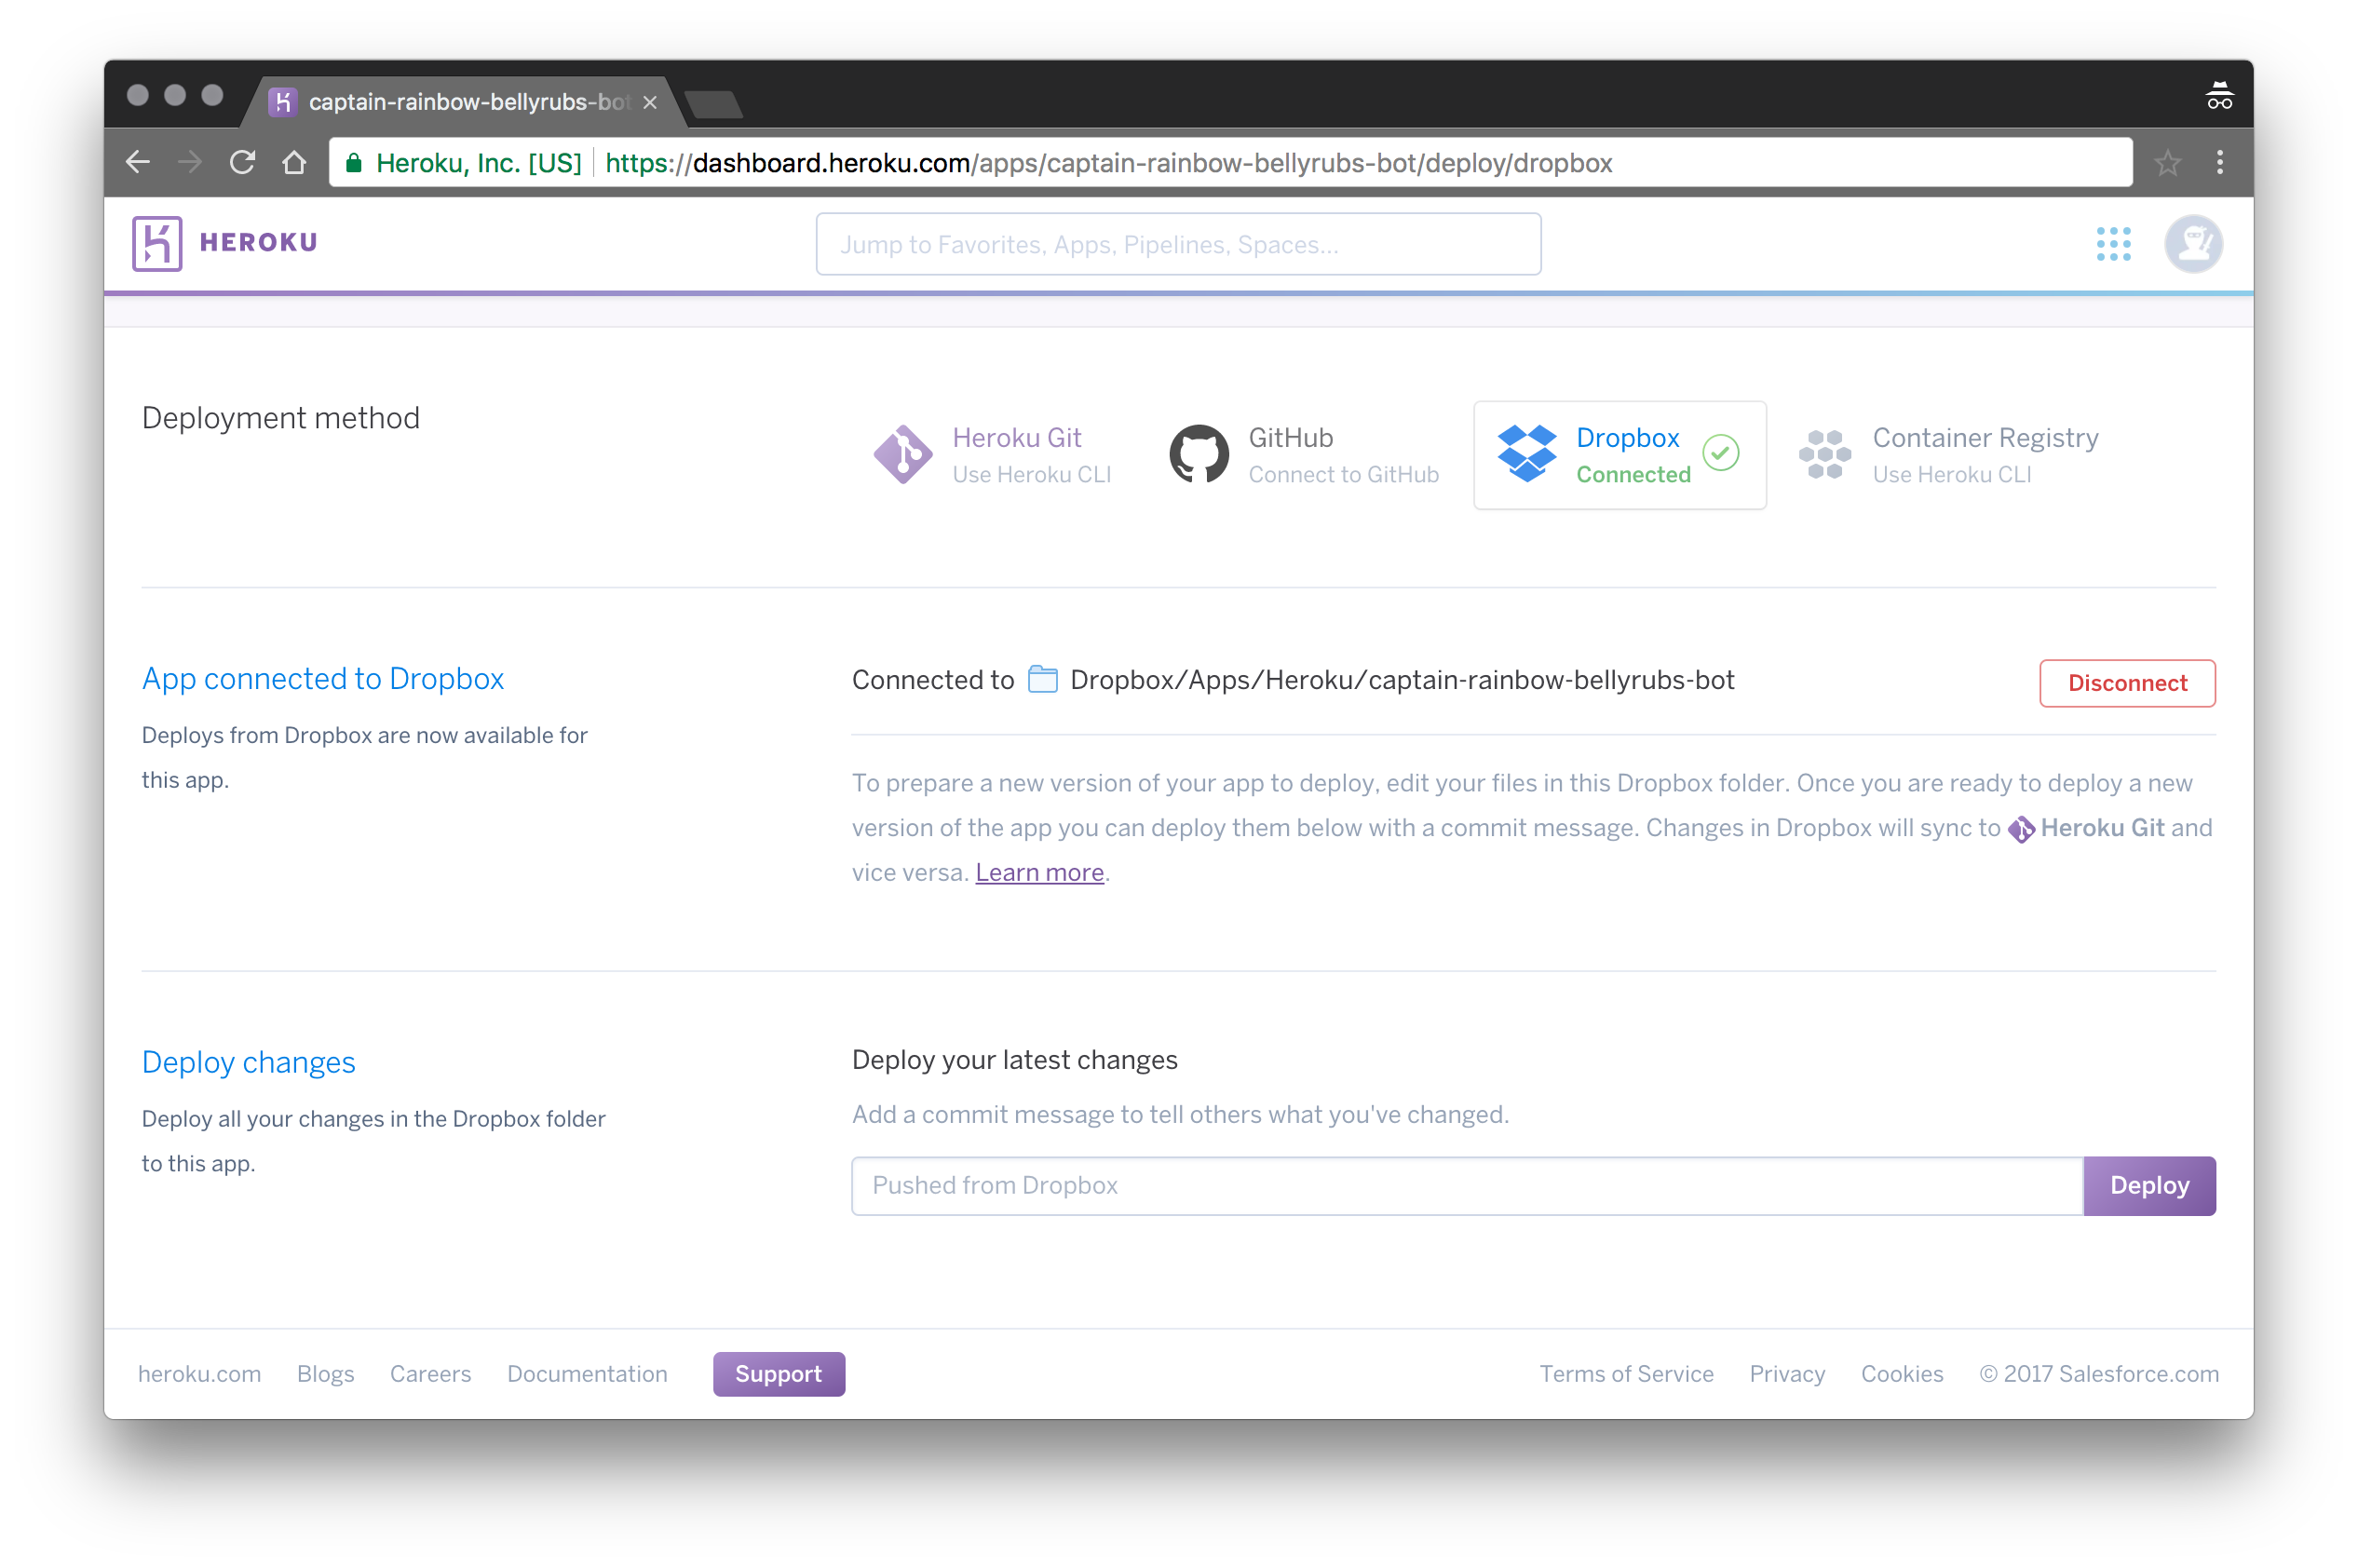 captain-rainbow-bellyrubs-bot
Heroku, Inc. [US] https://dashboard.heroku.com/apps/captain-rainbow-bellyrubs-bot/deploy/dropbox
HEROKU
Jump to Favorites, Apps, Pipelines, Spaces...
Deployment method
Heroku Git
Use Heroku CLI
GitHub
Connect to GitHub
Dropbox
Connected
Container Registry
Use Heroku CLI
App connected to Dropbox
Deploys from Dropbox are now available for
this app.
Connected to Dropbox/Apps/Heroku/captain-rainbow-bellyrubs-bot
Disconnect
To prepare a new version of your app to deploy, edit your files in this Dropbox folder. Once you are ready to deploy a new
version of the app you can deploy them below with a commit message. Changes in Dropbox will sync to Heroku Git and
vice versa. Learn more.
Deploy changes
Deploy all your changes in the Dropbox folder
to this app.
Deploy your latest changes
Add a commit message to tell others what you've changed.
Pushed from Dropbox
Deploy
heroku.com Blogs Careers Documentation Support Terms of Service Privacy Cookies © 2017 Salesforce.com